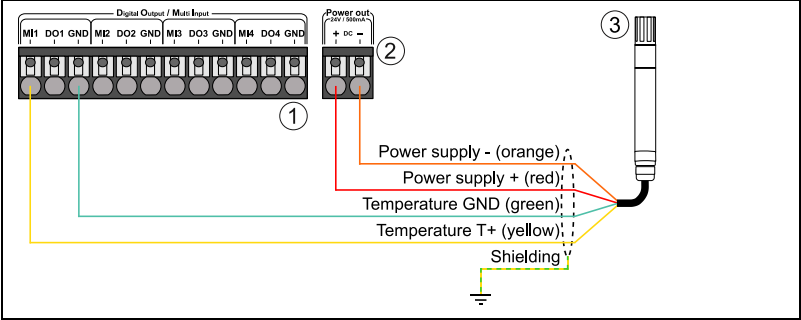 Digital Output / Multi Input
Power out
24V / 500mA
MI1 DO1 GND MI2 DO2 GND MI3 DO3 GND MI4 DO4 GND
+ DC −
1
2
3
Power supply - (orange)
Power supply + (red)
Temperature GND (green)
Temperature T+ (yellow)
Shielding